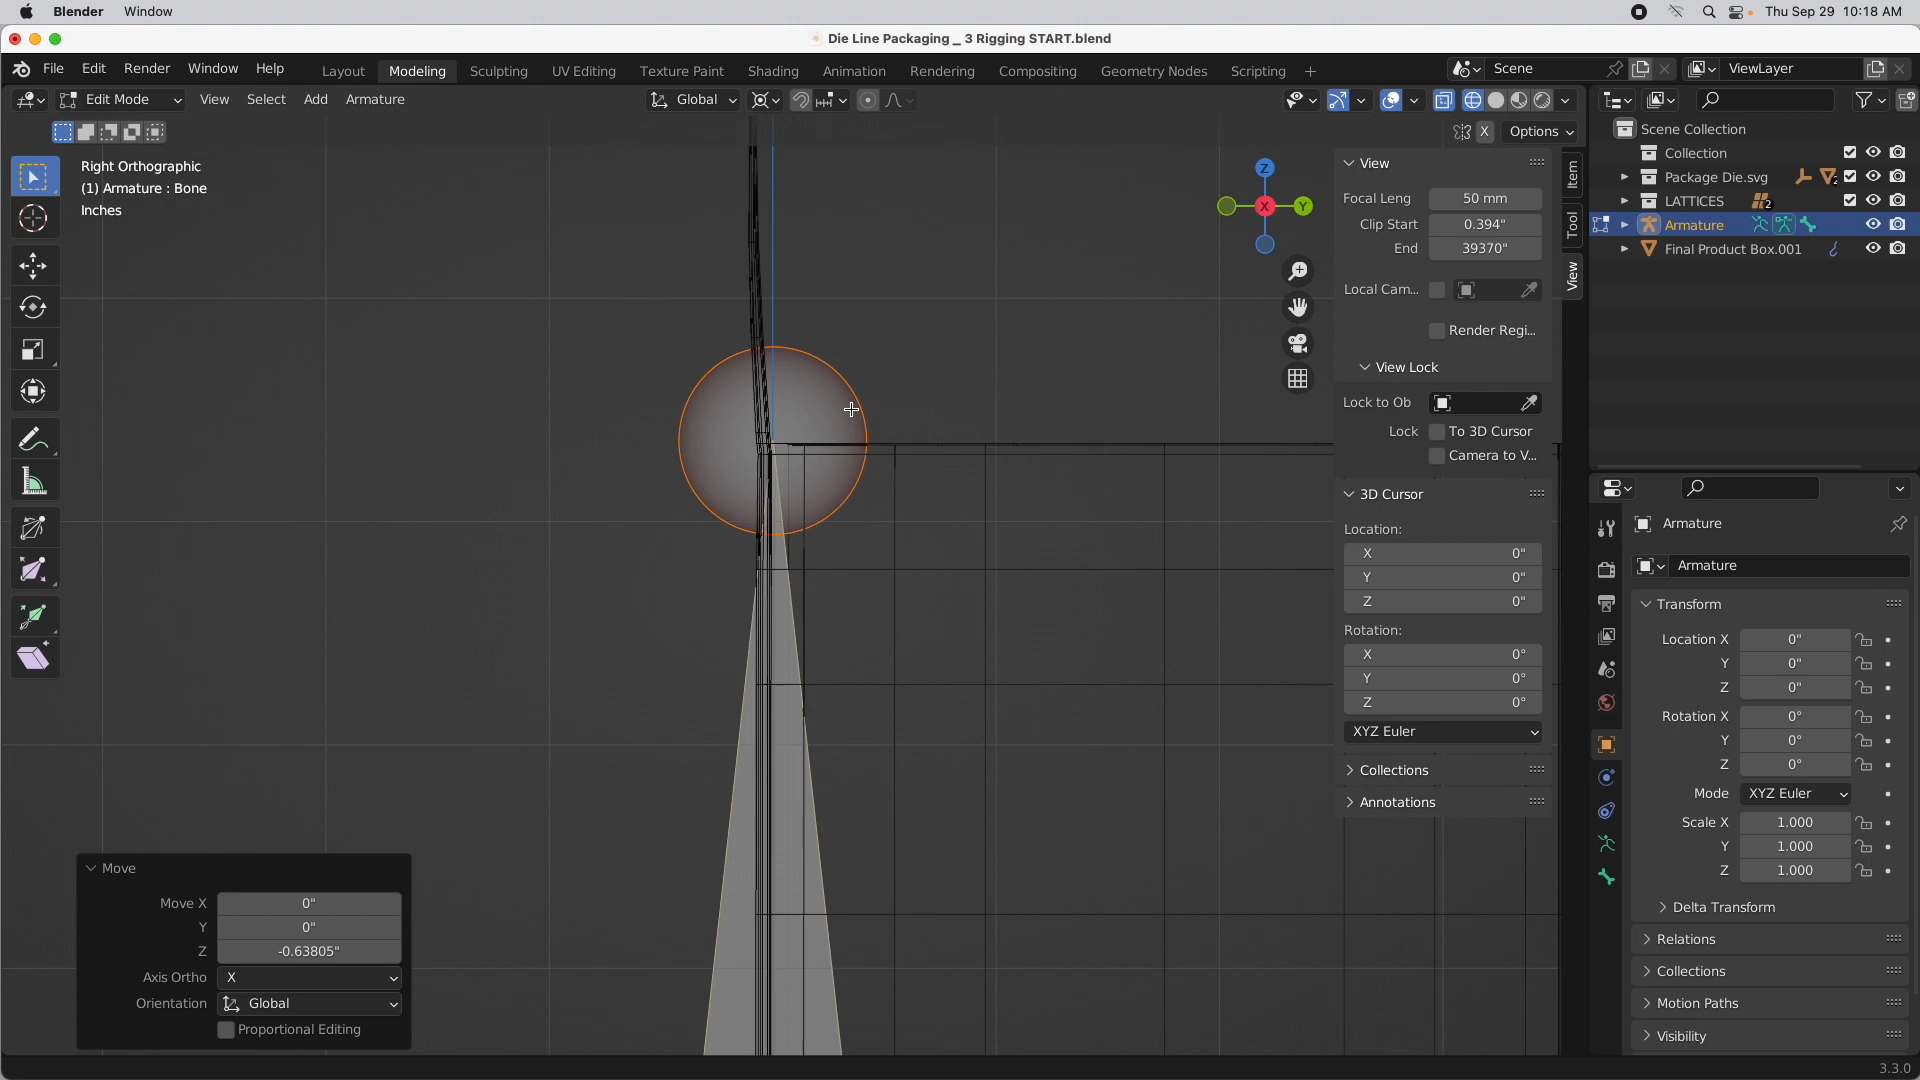 Blender Window Thu Sep 29 10:18 AM
Die Line Packaging _ 3 Rigging START.blend
File Edit Render Window Help Layout Modeling Sculpting UV Editing Texture Paint Shading Animation Rendering Compositing Geometry Nodes Scripting + Scene ViewLayer
Edit Mode View Select Add Armature Global
X Options
Right Orthographic
(1) Armature : Bone
Inches
Z
X
Y
View
Focal Leng 50 mm
Clip Start 0.394"
End 39370"
Local Cam...
Render Regi...
View Lock
Lock to Ob
Lock To 3D Cursor
Camera to V...
3D Cursor
Location:
X 0"
Y 0"
Z 0"
Rotation:
X 0°
Y 0°
Z 0°
XYZ Euler
Collections
Annotations
Item
Tool
View
Scene Collection
Collection
Package Die.svg 2
LATTICES 2
Armature
Final Product Box.001
Armature
Armature
Transform
Location X 0"
Y 0"
Z 0"
Rotation X 0°
Y 0°
Z 0°
Mode XYZ Euler
Scale X 1.000
Y 1.000
Z 1.000
Delta Transform
Relations
Collections
Motion Paths
Visibility
Move
Move X 0"
Y 0"
Z -0.63805"
Axis Ortho X
Orientation Global
Proportional Editing
3.3.0